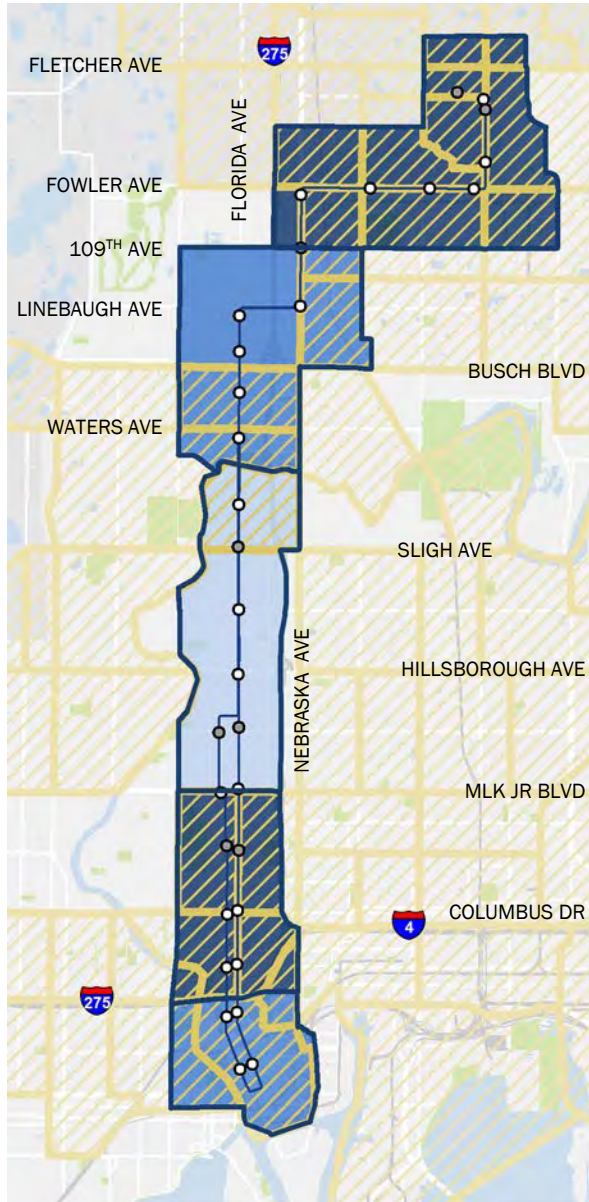 FLETCHER AVE
275
FLORIDA AVE
FOWLER AVE
109TH AVE
LINEBAUGH AVE
BUSCH BLVD
WATERS AVE
SLIGH AVE
NEBRASKA AVE
HILLSBOROUGH AVE
MLK JR BLVD
COLUMBUS DR
4
275